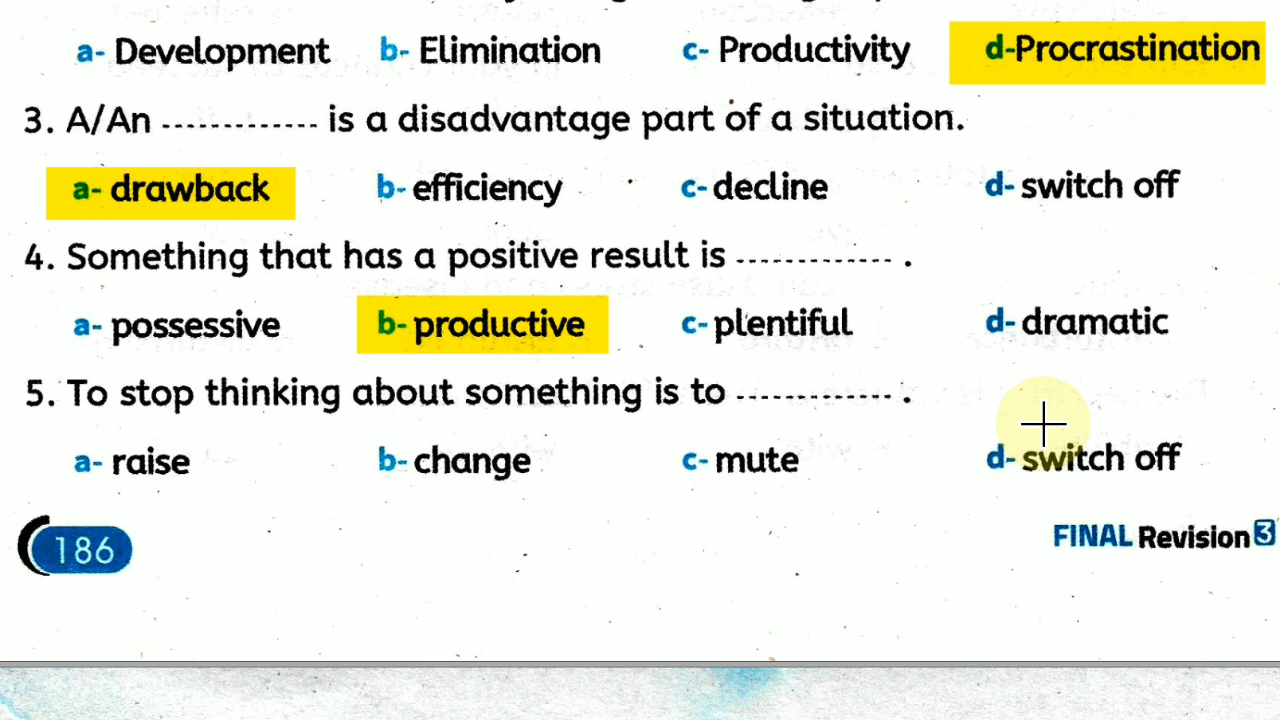 a- Development b- Elimination c- Productivity d-Procrastination
3. A/An ------------- is a disadvantage part of a situation.
a- drawback b- efficiency c- decline d- switch off
4. Something that has a positive result is ------------- .
a- possessive b- productive c- plentiful d- dramatic
5. To stop thinking about something is to ------------- .
a- raise b- change c- mute d- switch off
186 FINAL Revision 3